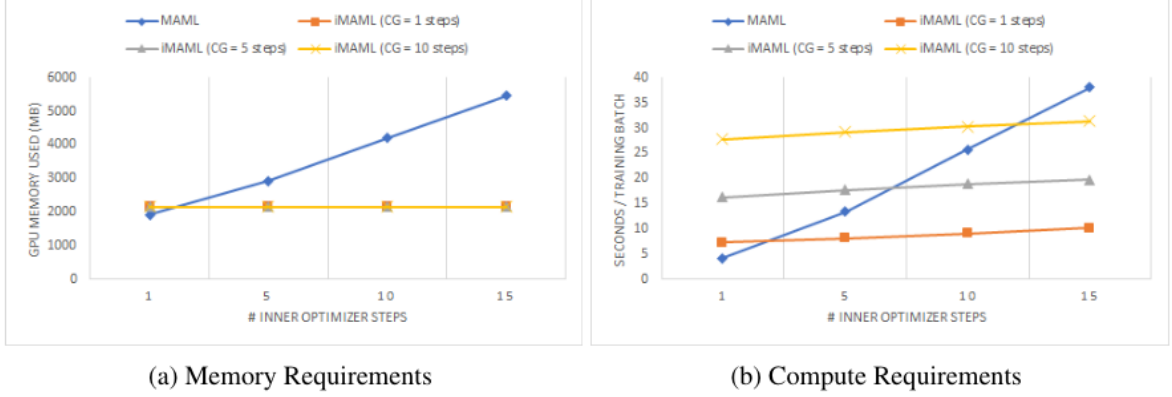 MAML iMAML (CG = 1 steps)
iMAML (CG = 5 steps) iMAML (CG = 10 steps)
GPU MEMORY USED (MB)
6000
5000
4000
3000
2000
1000
0
1 5 10 15
# INNER OPTIMIZER STEPS
(a) Memory Requirements
MAML iMAML (CG = 1 steps)
iMAML (CG = 5 steps) iMAML (CG = 10 steps)
SECONDS / TRAINING BATCH
40
35
30
25
20
15
10
5
0
1 5 10 15
# INNER OPTIMIZER STEPS
(b) Compute Requirements